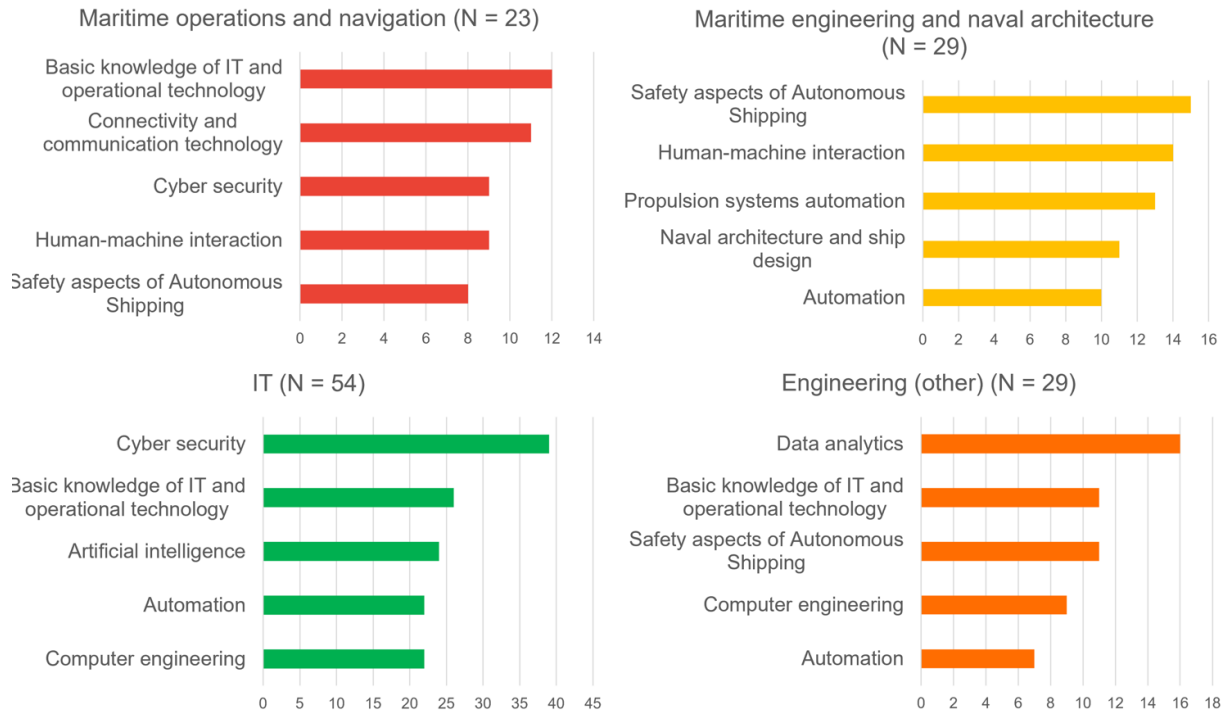 Maritime operations and navigation (N = 23)
Basic knowledge of IT and
operational technology
Connectivity and
communication technology
Cyber security
Human-machine interaction
Safety aspects of Autonomous
Shipping
0 2 4 6 8 10 12 14
Maritime engineering and naval architecture
(N = 29)
Safety aspects of Autonomous
Shipping
Human-machine interaction
Propulsion systems automation
Naval architecture and ship
design
Automation
0 2 4 6 8 10 12 14 16
IT (N = 54)
Cyber security
Basic knowledge of IT and
operational technology
Artificial intelligence
Automation
Computer engineering
0 5 10 15 20 25 30 35 40 45
Engineering (other) (N = 29)
Data analytics
Basic knowledge of IT and
operational technology
Safety aspects of Autonomous
Shipping
Computer engineering
Automation
0 2 4 6 8 10 12 14 16 18